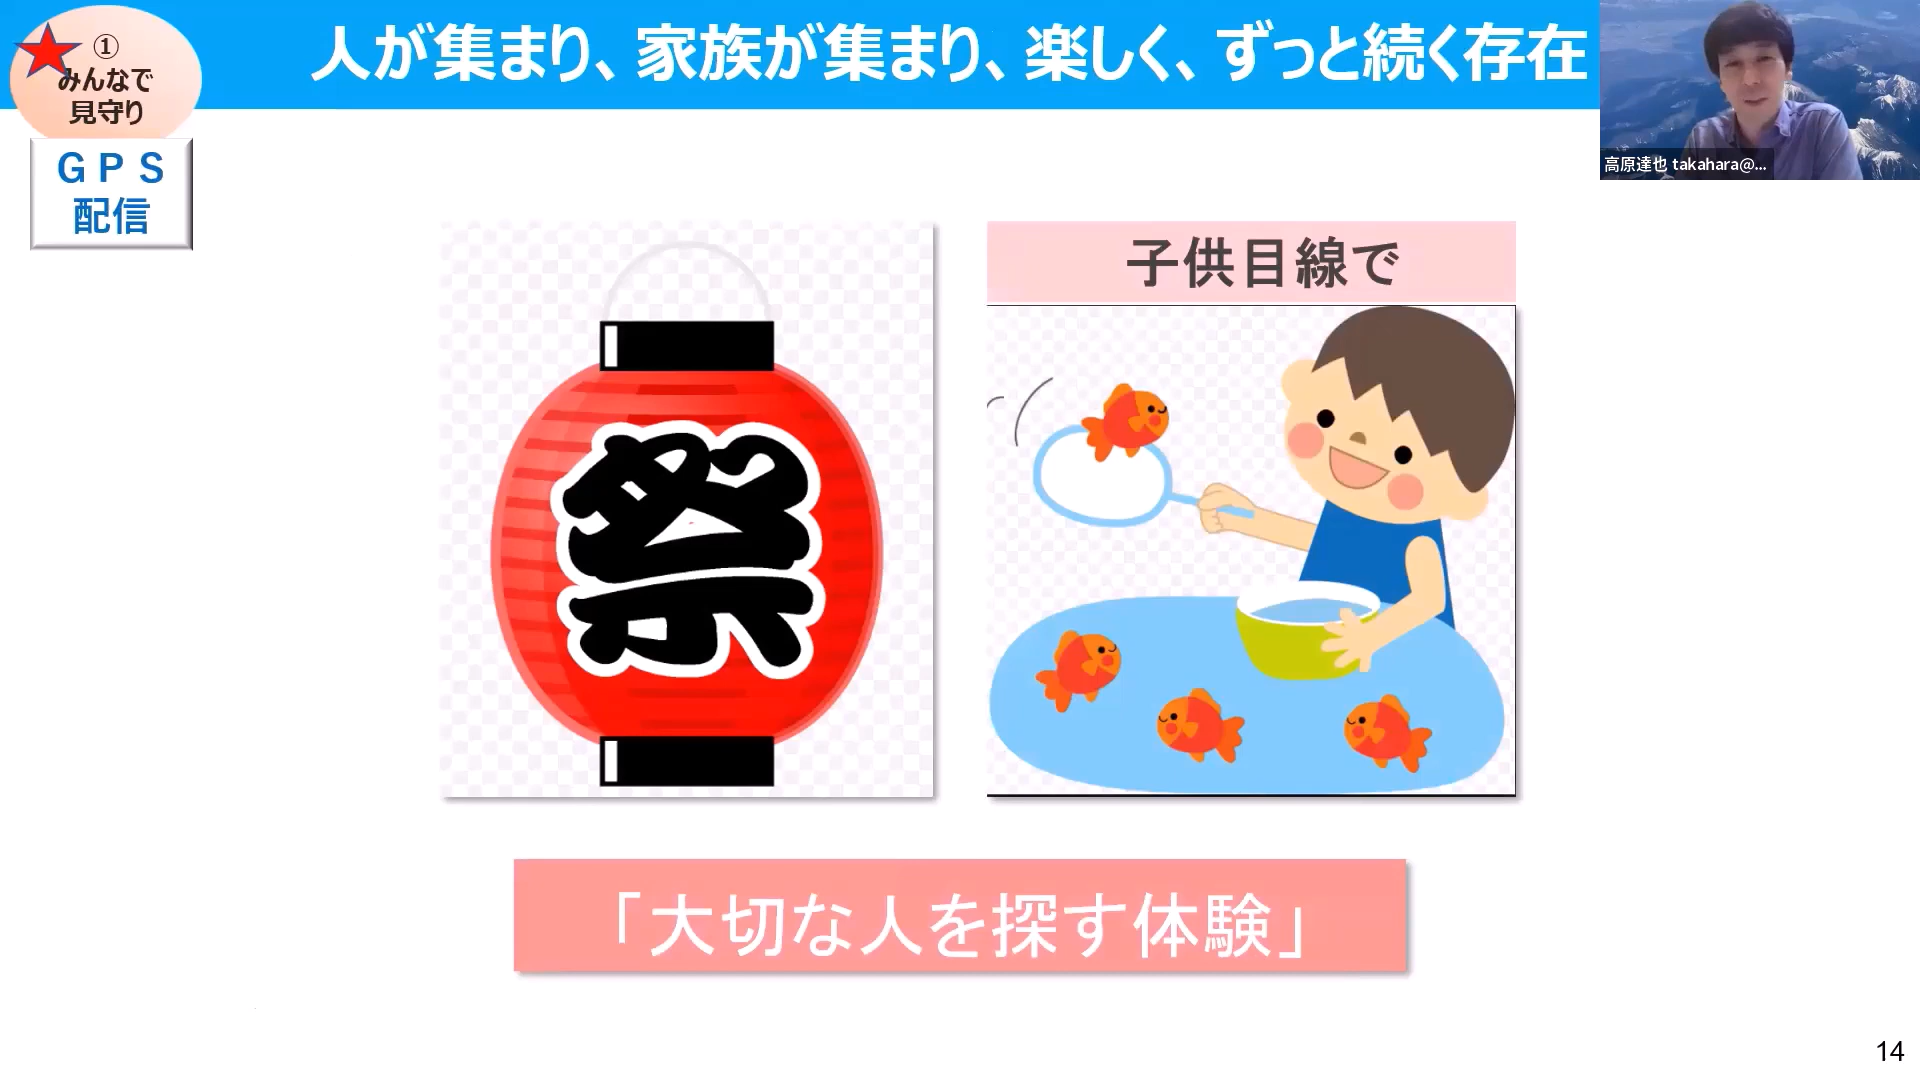 ①
みんなで
見守り
GPS
配信
人が集まり、家族が集まり、楽しく、ずっと続く存在
高原達也 takahara@...
祭
子供目線で
「大切な人を探す体験」
14